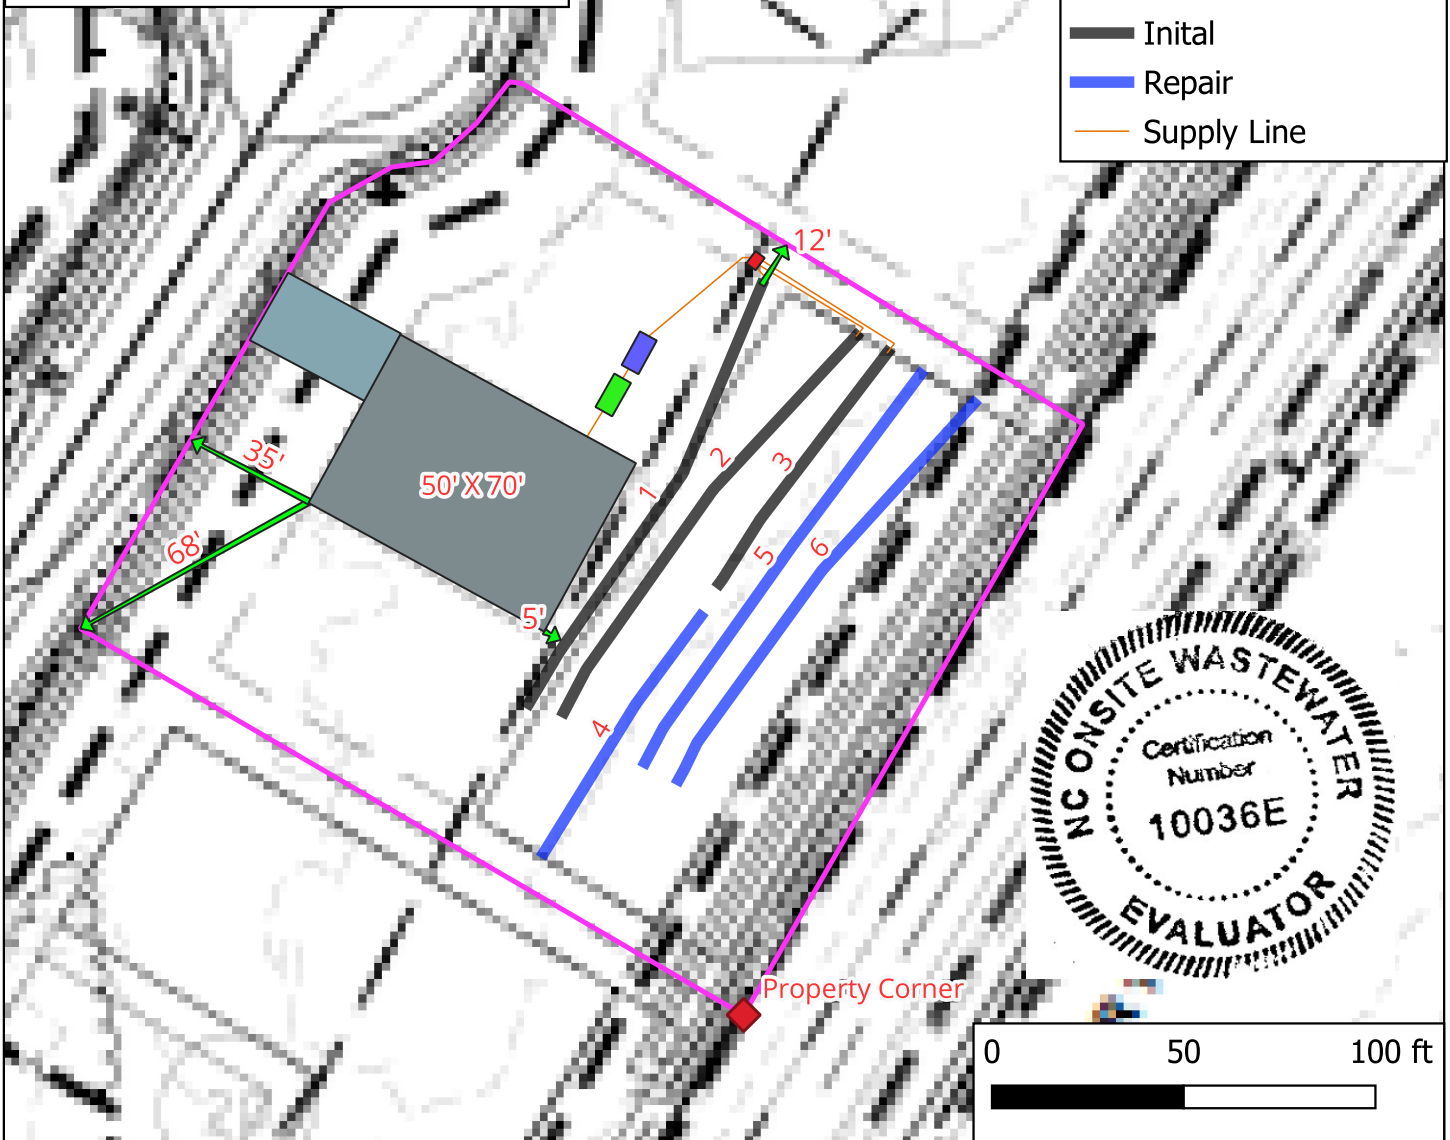 Inital
Repair
Supply Line
12'
35'
50' X 70'
68'
5'
1
2
3
4
5
6
Property Corner
NC ONSITE WASTEWATER
Certification
Number
10036E
EVALUATOR
0 50 100 ft